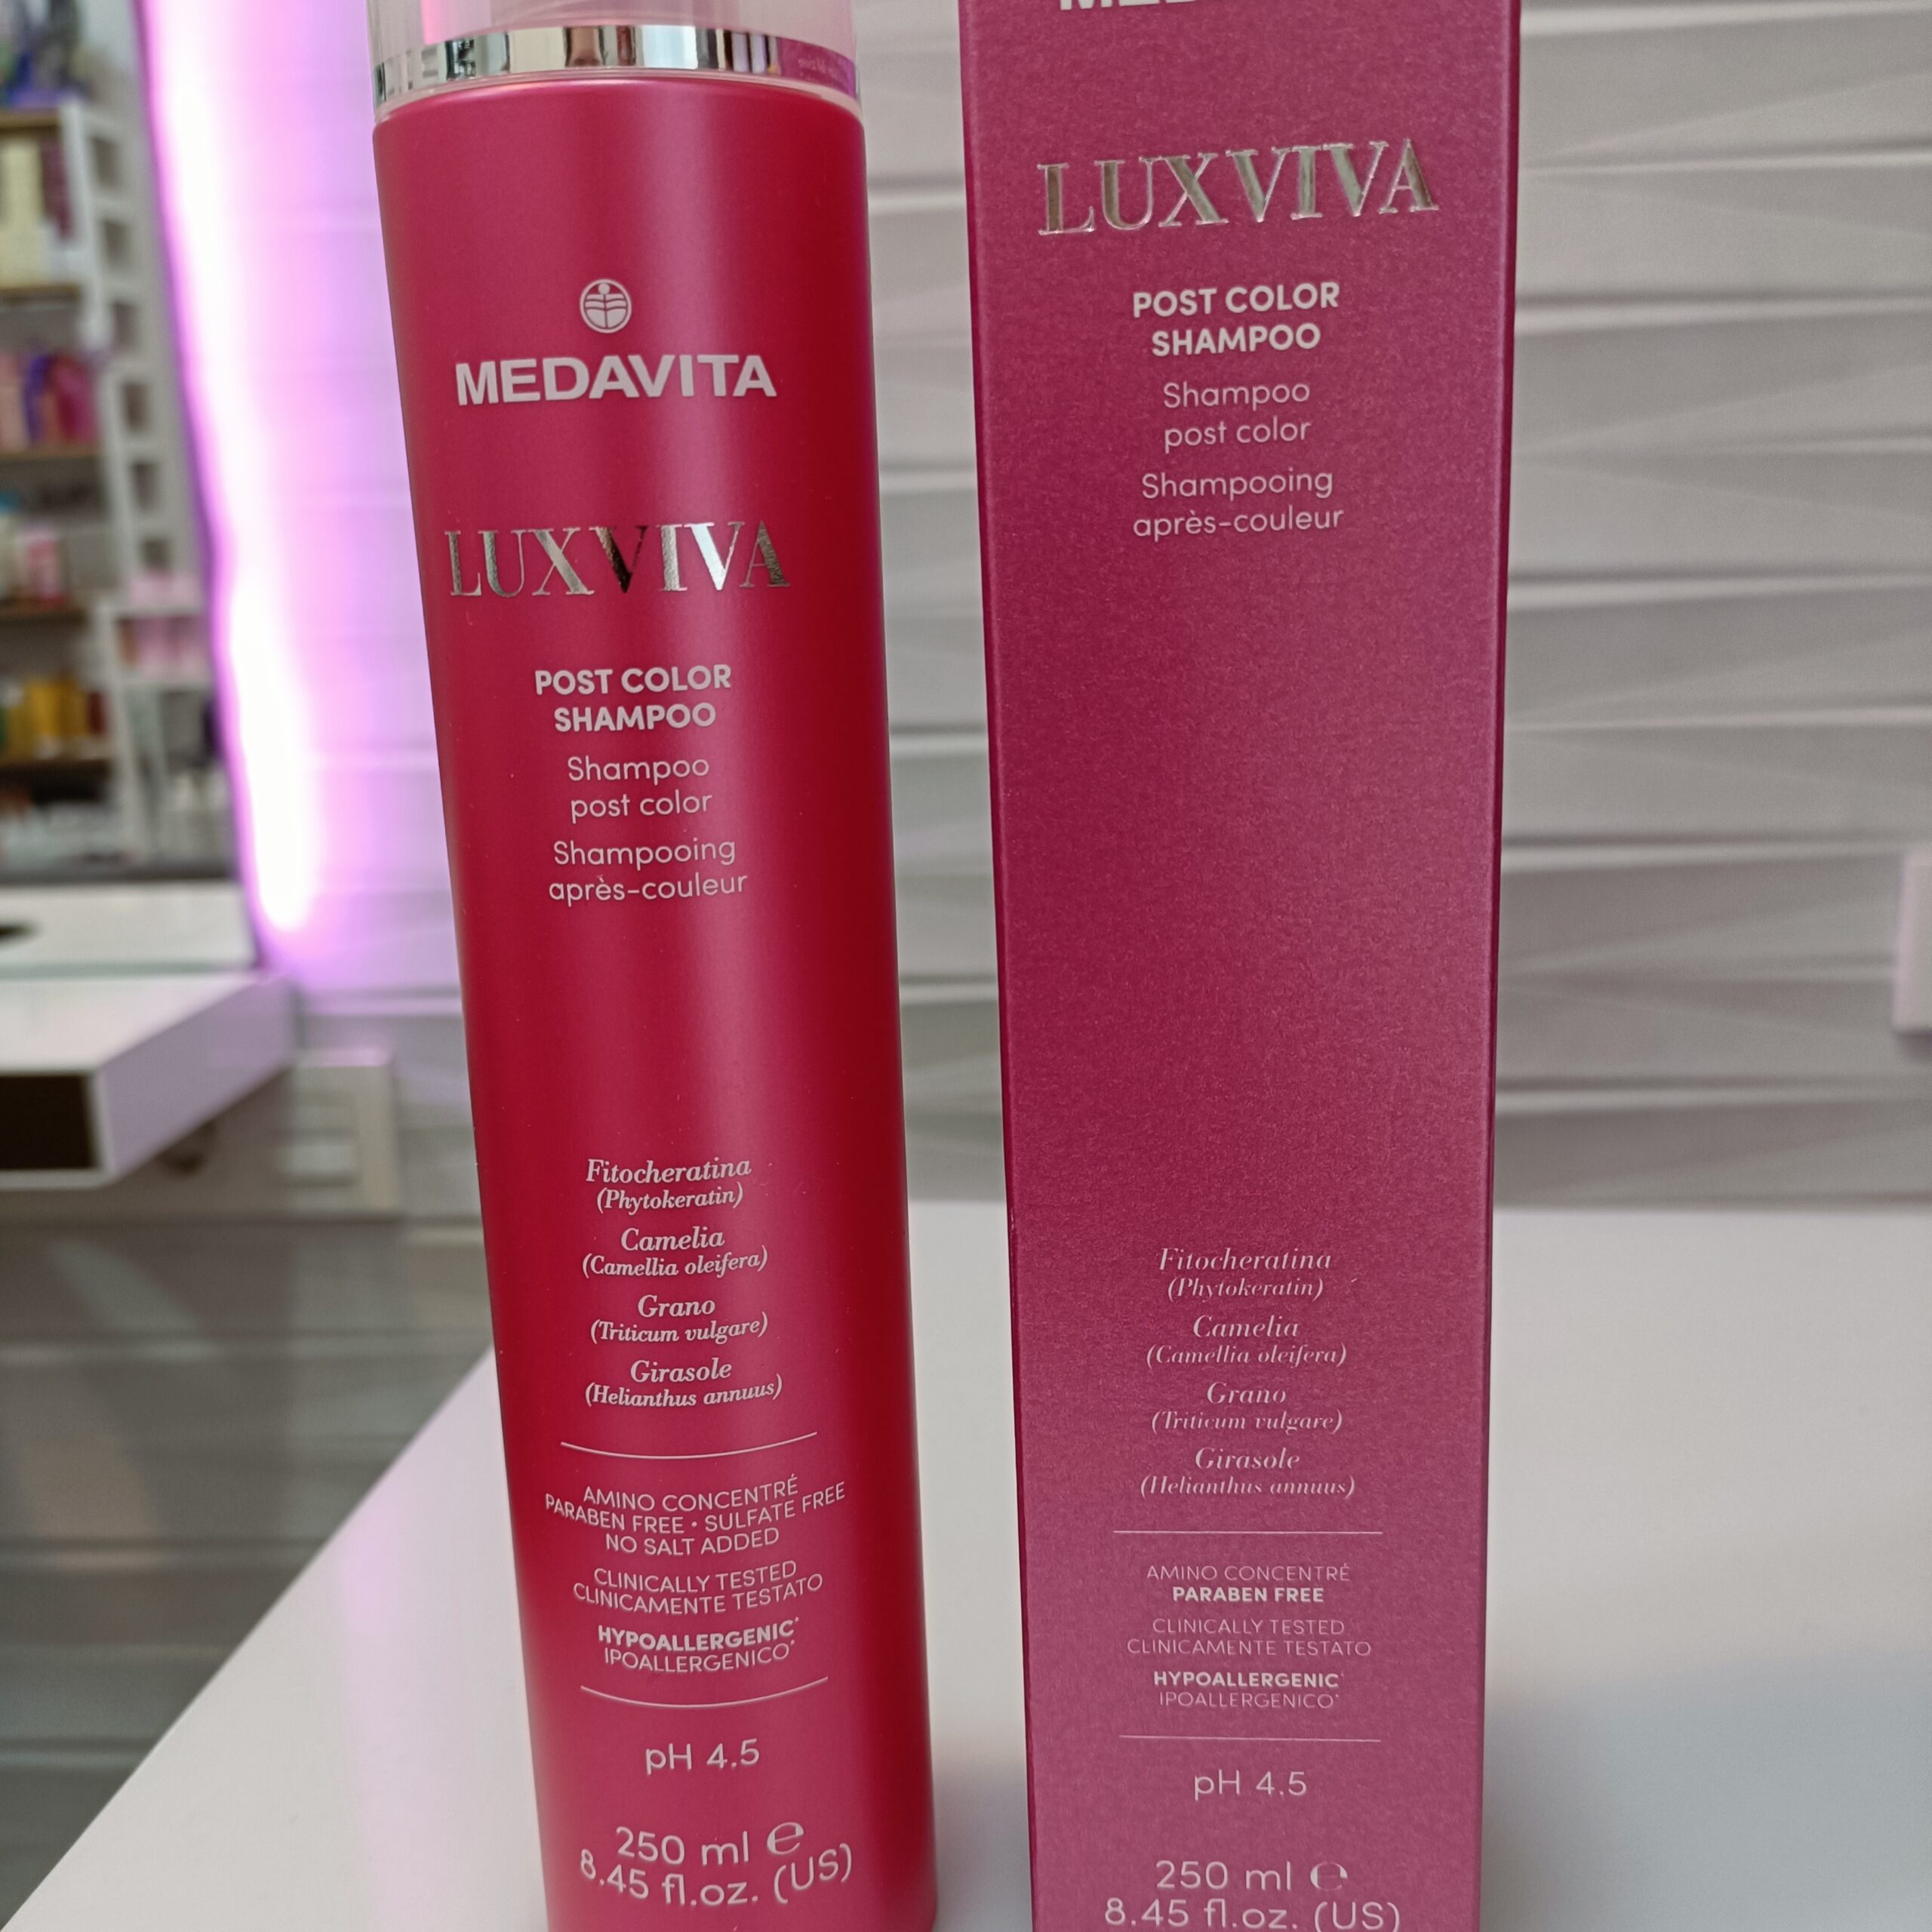 MEDAVITA
LUXVIVA
POST COLOR
SHAMPOO
Shampoo
post color
Shampooing
après-couleur
Fitocheratina
(Phytokeratin)
Camelia
(Camellia oleifera)
Grano
(Triticum vulgare)
Girasole
(Helianthus annuus)
AMINO CONCENTRÉ
PARABEN FREE • SULFATE FREE
NO SALT ADDED
CLINICALLY TESTED
CLINICAMENTE TESTATO
HYPOALLERGENIC*
IPOALLERGENICO*
pH 4.5
250 ml ℮
8.45 fl.oz. (US)
LUXVIVA
POST COLOR
SHAMPOO
Shampoo
post color
Shampooing
après-couleur
Fitocheratina
(Phytokeratin)
Camelia
(Camellia oleifera)
Grano
(Triticum vulgare)
Girasole
(Helianthus annuus)
AMINO CONCENTRÉ
PARABEN FREE
CLINICALLY TESTED
CLINICAMENTE TESTATO
HYPOALLERGENIC*
IPOALLERGENICO*
pH 4.5
250 ml ℮
8.45 fl.oz. (US)